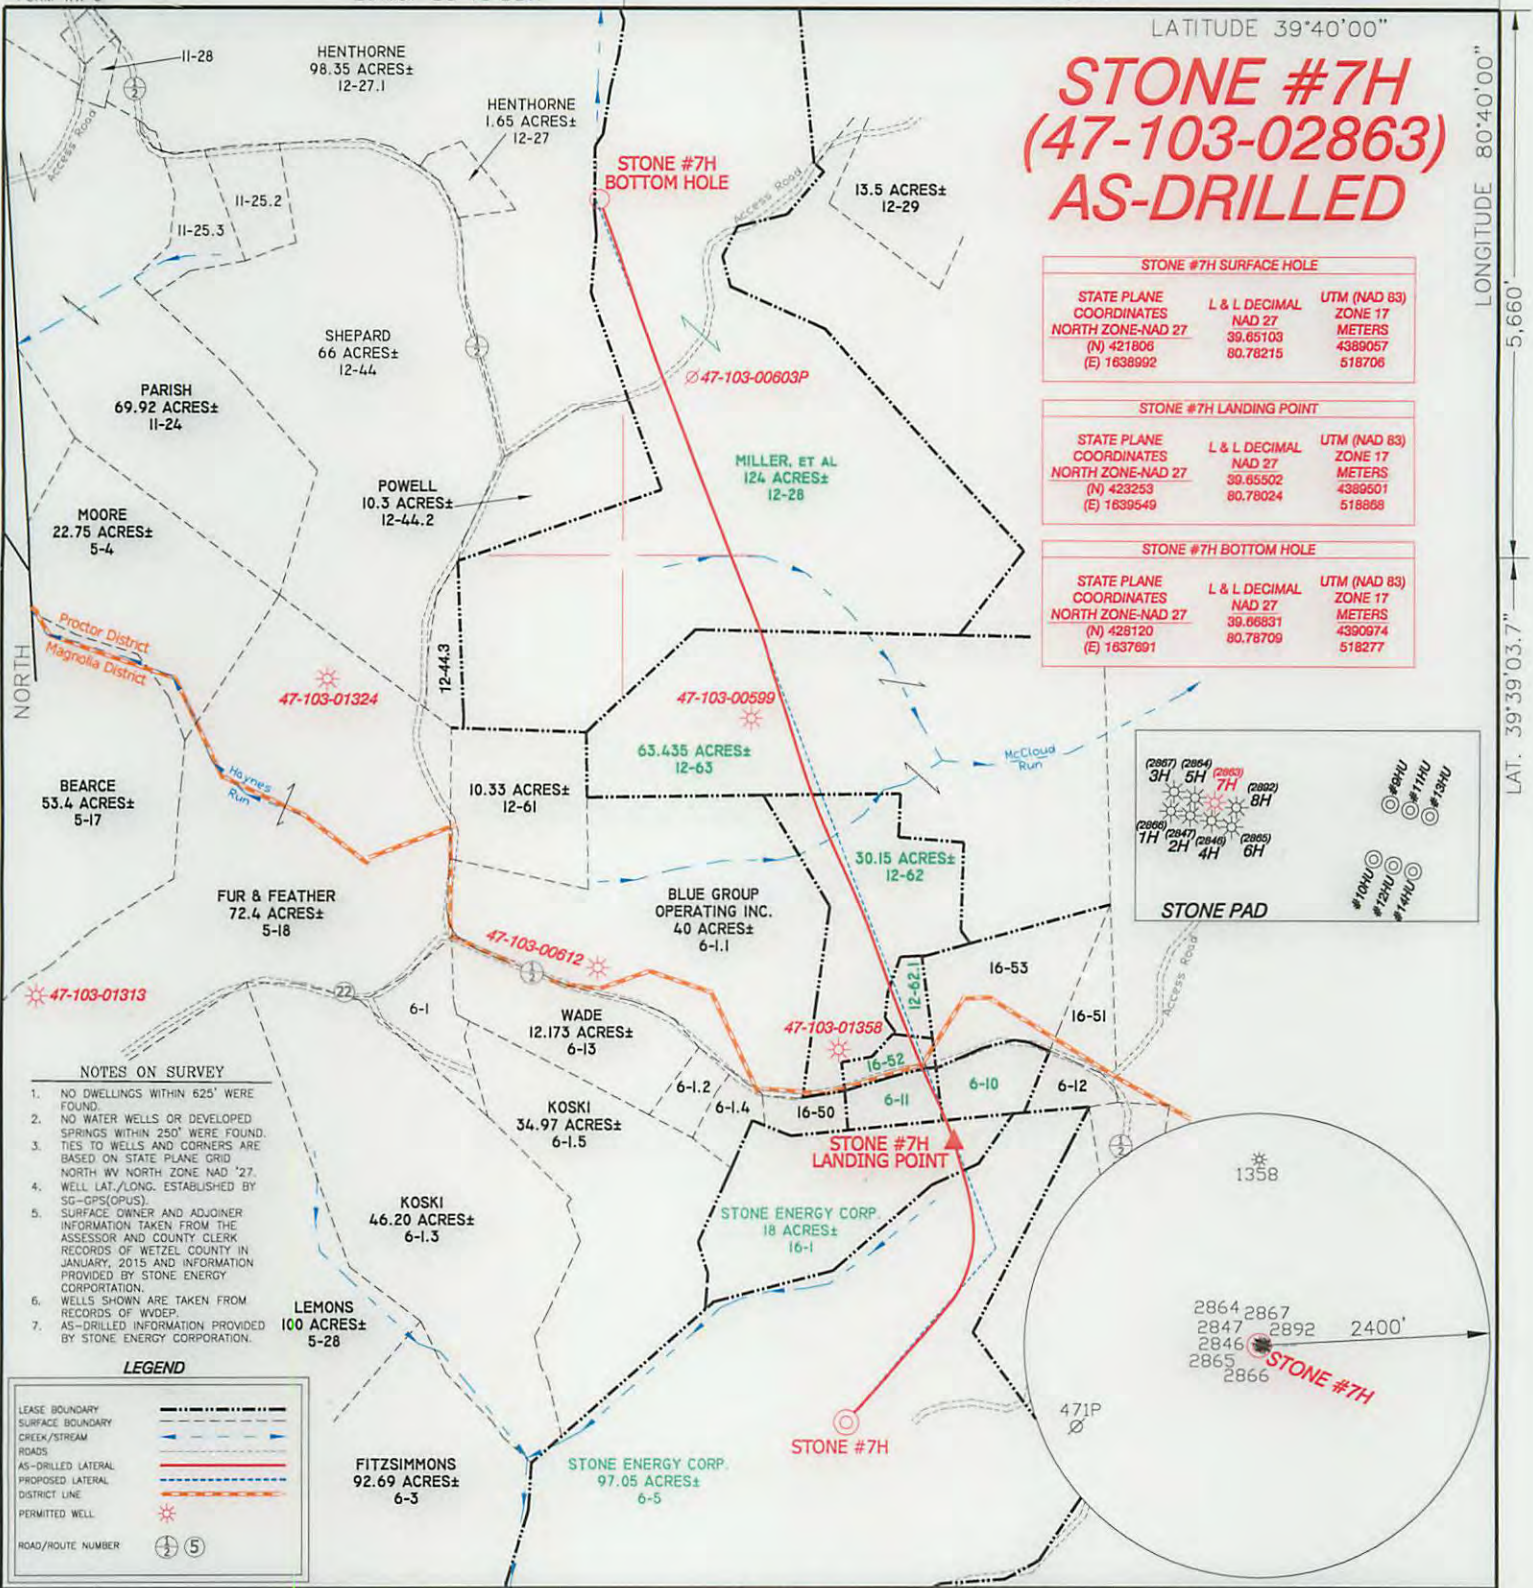 LATITUDE 39°40'00"
STONE #7H
(47-103-02863)
AS-DRILLED
LONGITUDE 80°40'00"
5,660'
LAT. 39°39'03.7"
11-28
HENTHORNE
98.35 ACRES±
12-27.1
HENTHORNE
1.65 ACRES±
12-27
Access Road
1
2
11-25.2
11-25.3
STONE #7H
BOTTOM HOLE
Access Road
13.5 ACRES±
12-29
STONE #7H SURFACE HOLE
STATE PLANE
COORDINATES
NORTH ZONE-NAD 27
(N) 421806
(E) 1638992
L & L DECIMAL
NAD 27
39.65103
80.78215
UTM (NAD 83)
ZONE 17
METERS
4389057
518706
STONE #7H LANDING POINT
STATE PLANE
COORDINATES
NORTH ZONE-NAD 27
(N) 423253
(E) 1639549
L & L DECIMAL
NAD 27
39.65502
80.78024
UTM (NAD 83)
ZONE 17
METERS
4389501
518868
STONE #7H BOTTOM HOLE
STATE PLANE
COORDINATES
NORTH ZONE-NAD 27
(N) 428120
(E) 1637691
L & L DECIMAL
NAD 27
39.66831
80.78709
UTM (NAD 83)
ZONE 17
METERS
4390974
518277
SHEPARD
66 ACRES±
12-44
1
2
47-103-00603P
PARISH
69.92 ACRES±
11-24
MILLER, ET AL
124 ACRES±
12-28
POWELL
10.3 ACRES±
12-44.2
MOORE
22.75 ACRES±
5-4
Proctor District
Magnolia District
NORTH
47-103-01324
12-44.3
47-103-00599
63.435 ACRES±
12-63
McCloud
Run
BEARCE
53.4 ACRES±
5-17
Haynes
Run
10.33 ACRES±
12-61
(2867)
3H
(2864)
5H
(2863)
7H
(2892)
8H
(2866)
1H
(2847)
2H
(2846)
4H
(2865)
6H
#9HU
#11HU
#13HU
#10HU
#12HU
#14HU
STONE PAD
30.15 ACRES±
12-62
FUR & FEATHER
72.4 ACRES±
5-18
BLUE GROUP
OPERATING INC.
40 ACRES±
6-1.1
47-103-00612
1
2
47-103-01313
22
6-1
WADE
12.173 ACRES±
6-13
12-62.1
16-53
16-51
Access Road
47-103-01358
16-52
6-1.2
6-1.4
16-50
6-11
6-10
6-12
1
2
KOSKI
34.97 ACRES±
6-1.5
STONE #7H
LANDING POINT
NOTES ON SURVEY
1. NO DWELLINGS WITHIN 625' WERE
FOUND.
2. NO WATER WELLS OR DEVELOPED
SPRINGS WITHIN 250' WERE FOUND.
3. TIES TO WELLS AND CORNERS ARE
BASED ON STATE PLANE GRID
NORTH WV NORTH ZONE NAD '27.
4. WELL LAT./LONG. ESTABLISHED BY
SG-GPS(OPUS).
5. SURFACE OWNER AND ADJOINER
INFORMATION TAKEN FROM THE
ASSESSOR AND COUNTY CLERK
RECORDS OF WETZEL COUNTY IN
JANUARY, 2015 AND INFORMATION
PROVIDED BY STONE ENERGY
CORPORTATION.
6. WELLS SHOWN ARE TAKEN FROM
RECORDS OF WVDEP.
7. AS-DRILLED INFORMATION PROVIDED
BY STONE ENERGY CORPORATION.
KOSKI
46.20 ACRES±
6-1.3
STONE ENERGY CORP.
18 ACRES±
16-1
1358
2864 2867
2847 2892
2846
2865
2866
2400'
STONE #7H
471P
LEMONS
100 ACRES±
5-28
STONE #7H
FITZSIMMONS
92.69 ACRES±
6-3
STONE ENERGY CORP.
97.05 ACRES±
6-5
LEGEND
LEASE BOUNDARY
SURFACE BOUNDARY
CREEK/STREAM
ROADS
AS-DRILLED LATERAL
PROPOSED LATERAL
DISTRICT LINE
PERMITTED WELL
ROAD/ROUTE NUMBER
1
2
5